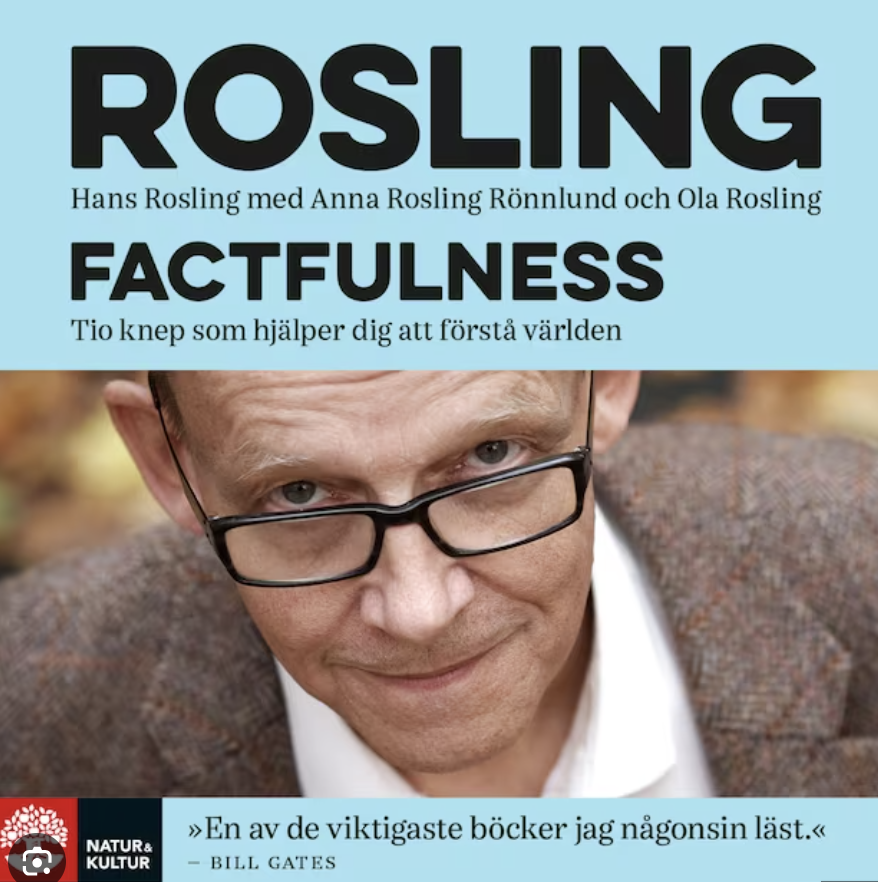 ROSLING
Hans Rosling med Anna Rosling Rönnlund och Ola Rosling
FACTFULNESS
Tio knep som hjälper dig att förstå världen
NATUR&
KULTUR
»En av de viktigaste böcker jag någonsin läst.«
– BILL GATES